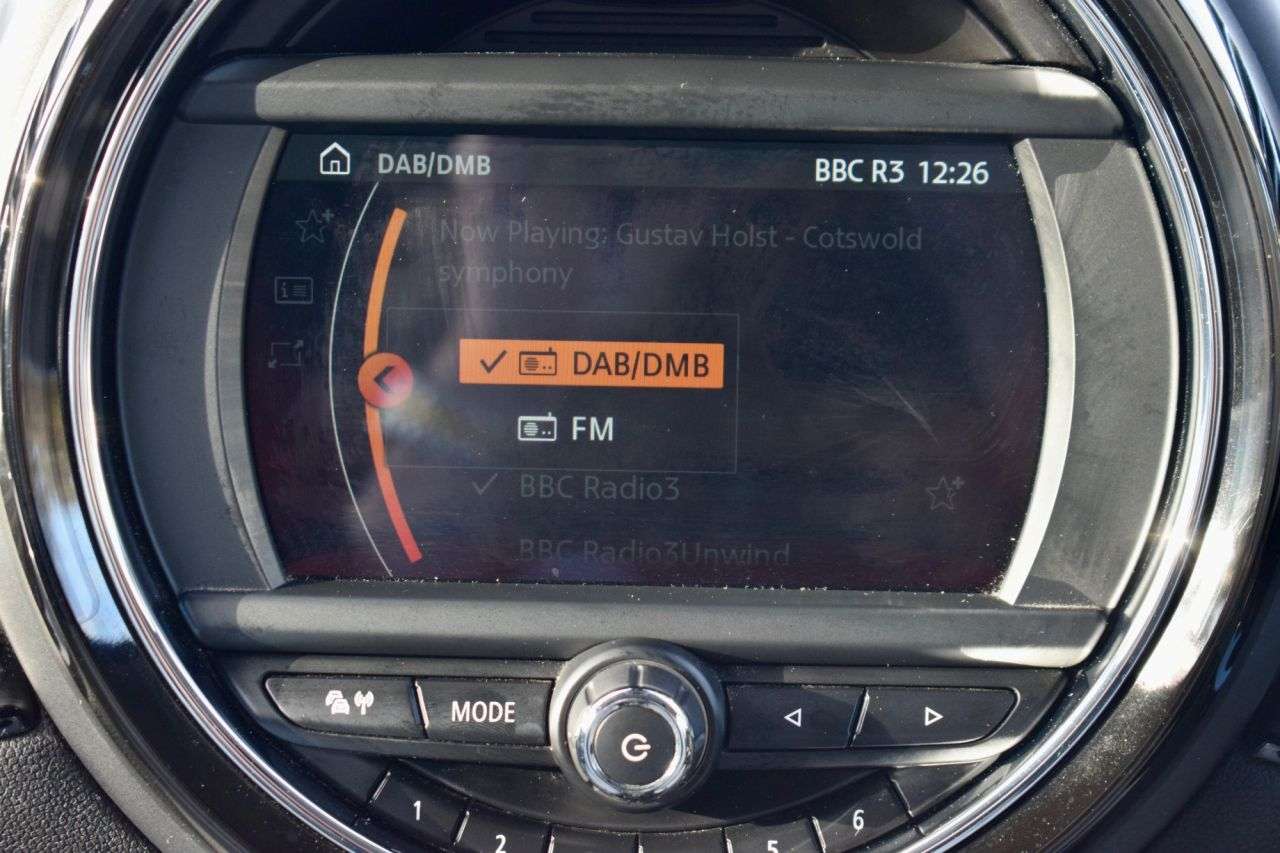 DAB/DMB
BBC R3 12:26
Now Playing: Gustav Holst - Cotswold
symphony
DAB/DMB
FM
BBC Radio3
BBC Radio3Unwind
MODE
1
2
5
6